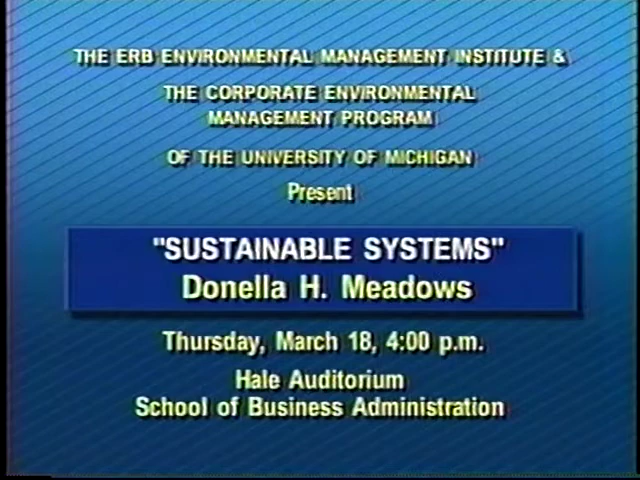 THE ERB ENVIRONMENTAL MANAGEMENT INSTITUTE &
THE CORPORATE ENVIRONMENTAL
MANAGEMENT PROGRAM
OF THE UNIVERSITY OF MICHIGAN
Present
"SUSTAINABLE SYSTEMS"
Donella H. Meadows
Thursday, March 18, 4:00 p.m.
Hale Auditorium
School of Business Administration